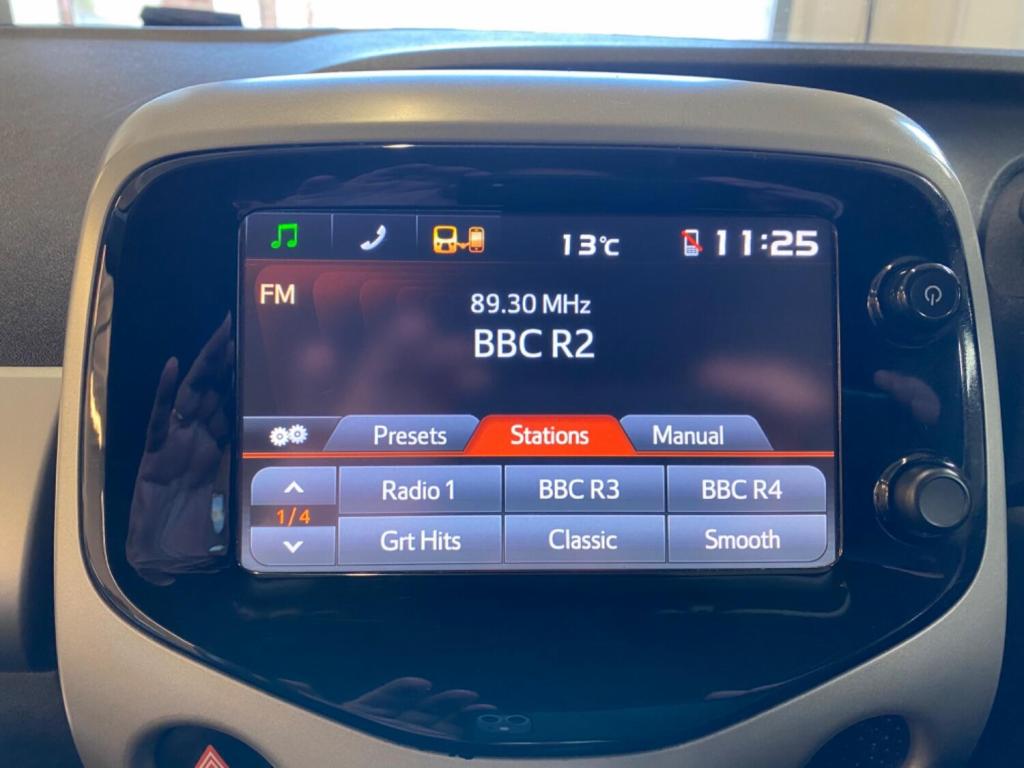 13°C 11:25
FM
89.30 MHz
BBC R2
Presets Stations Manual
Radio 1 BBC R3 BBC R4
1/4
Grt Hits Classic Smooth